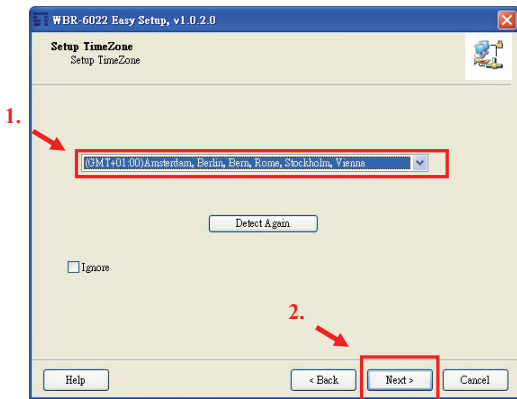 WBR-6022 Easy Setup, v1.0.2.0
Setup TimeZone
Setup TimeZone
1.
(GMT+01:00)Amsterdam, Berlin, Bern, Rome, Stockholm, Vienna
Detect Again
Ignore
2.
Help
< Back
Next >
Cancel